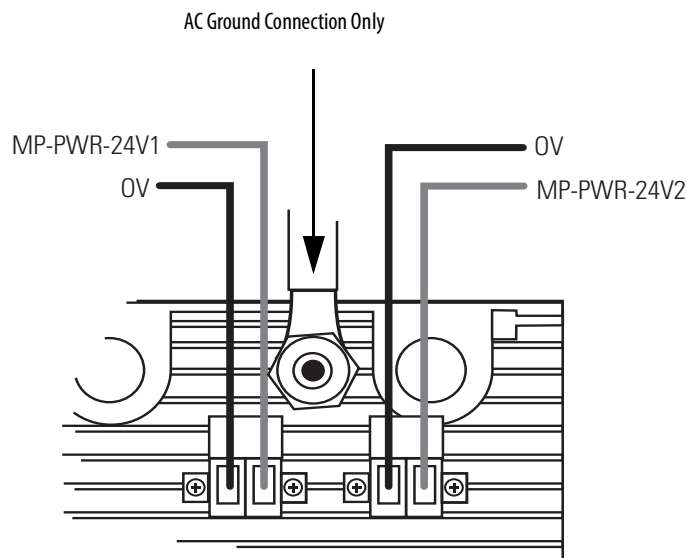 AC Ground Connection Only
MP-PWR-24V1
0V
0V
MP-PWR-24V2